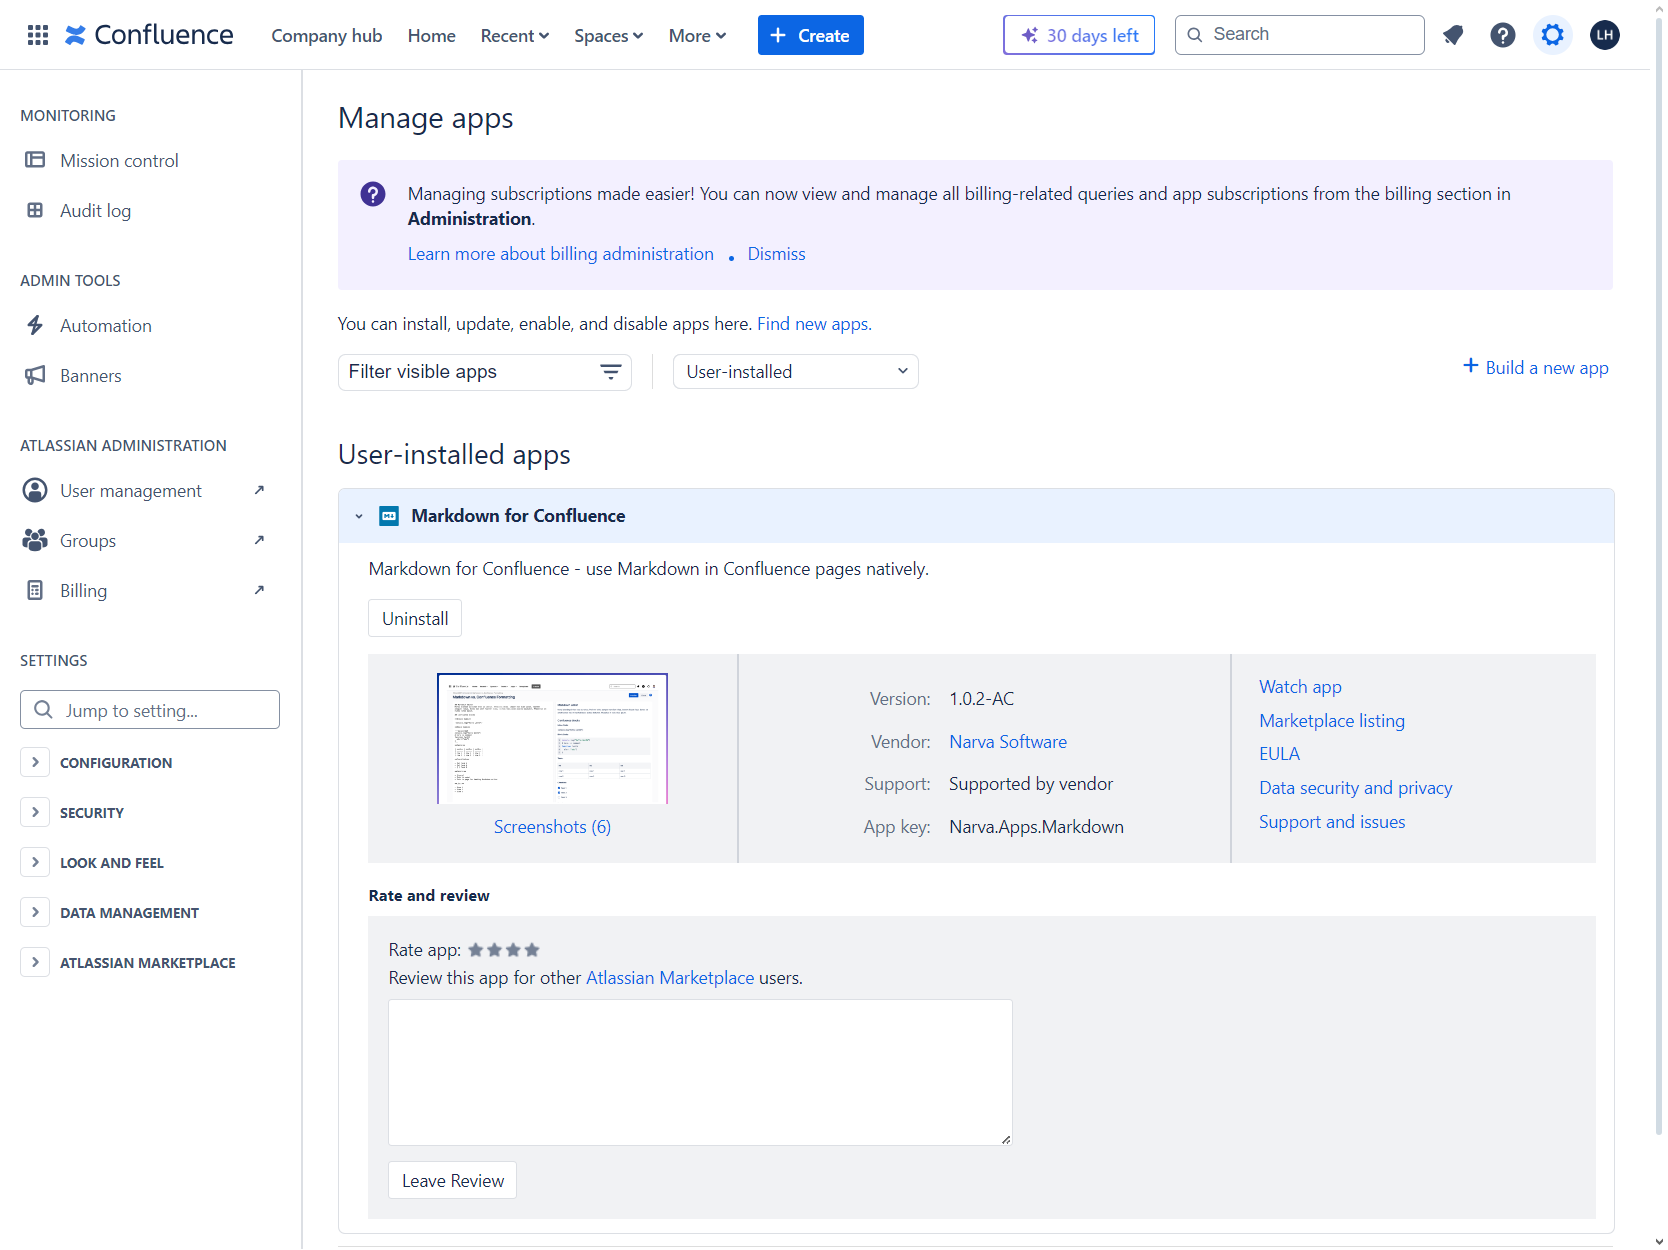 Confluence
Company hub
Home
Recent
Spaces
More
+ Create
30 days left
Search
LH
MONITORING
Mission control
Audit log
ADMIN TOOLS
Automation
Banners
ATLASSIAN ADMINISTRATION
User management
Groups
Billing
SETTINGS
Jump to setting...
CONFIGURATION
SECURITY
LOOK AND FEEL
DATA MANAGEMENT
ATLASSIAN MARKETPLACE
Manage apps
Managing subscriptions made easier! You can now view and manage all billing-related queries and app subscriptions from the billing section in
Administration.
Learn more about billing administration • Dismiss
You can install, update, enable, and disable apps here. Find new apps.
Filter visible apps
User-installed
+ Build a new app
User-installed apps
Markdown for Confluence
Markdown for Confluence - use Markdown in Confluence pages natively.
Uninstall
Screenshots (6)
Version: 1.0.2-AC
Vendor: Narva Software
Support: Supported by vendor
App key: Narva.Apps.Markdown
Watch app
Marketplace listing
EULA
Data security and privacy
Support and issues
Rate and review
Rate app:
Review this app for other Atlassian Marketplace users.
Leave Review